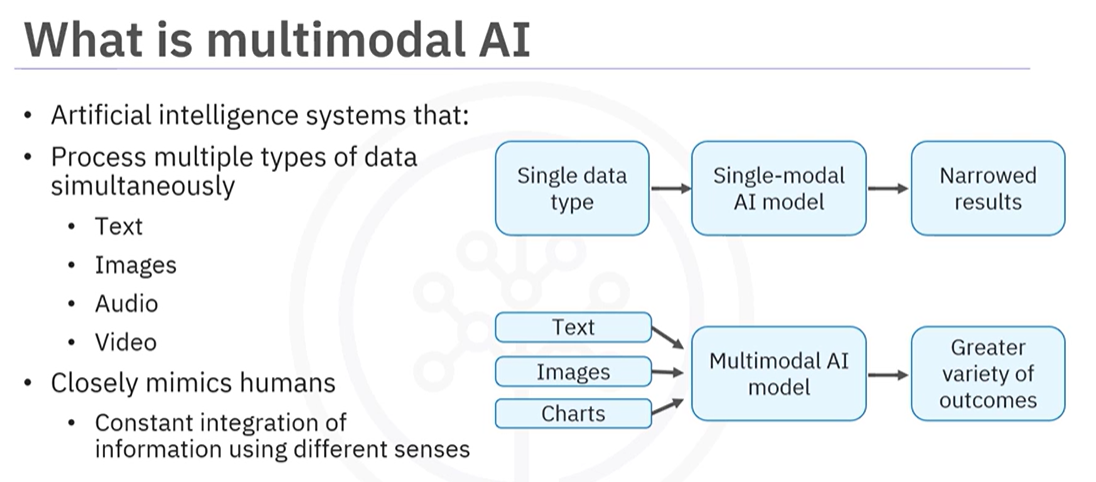 What is multimodal AI
• Artificial intelligence systems that:
• Process multiple types of data
simultaneously
• Text
• Images
• Audio
• Video
• Closely mimics humans
• Constant integration of
information using different senses
Single data
type
Single-modal
AI model
Narrowed
results
Text
Images
Charts
Multimodal AI
model
Greater
variety of
outcomes